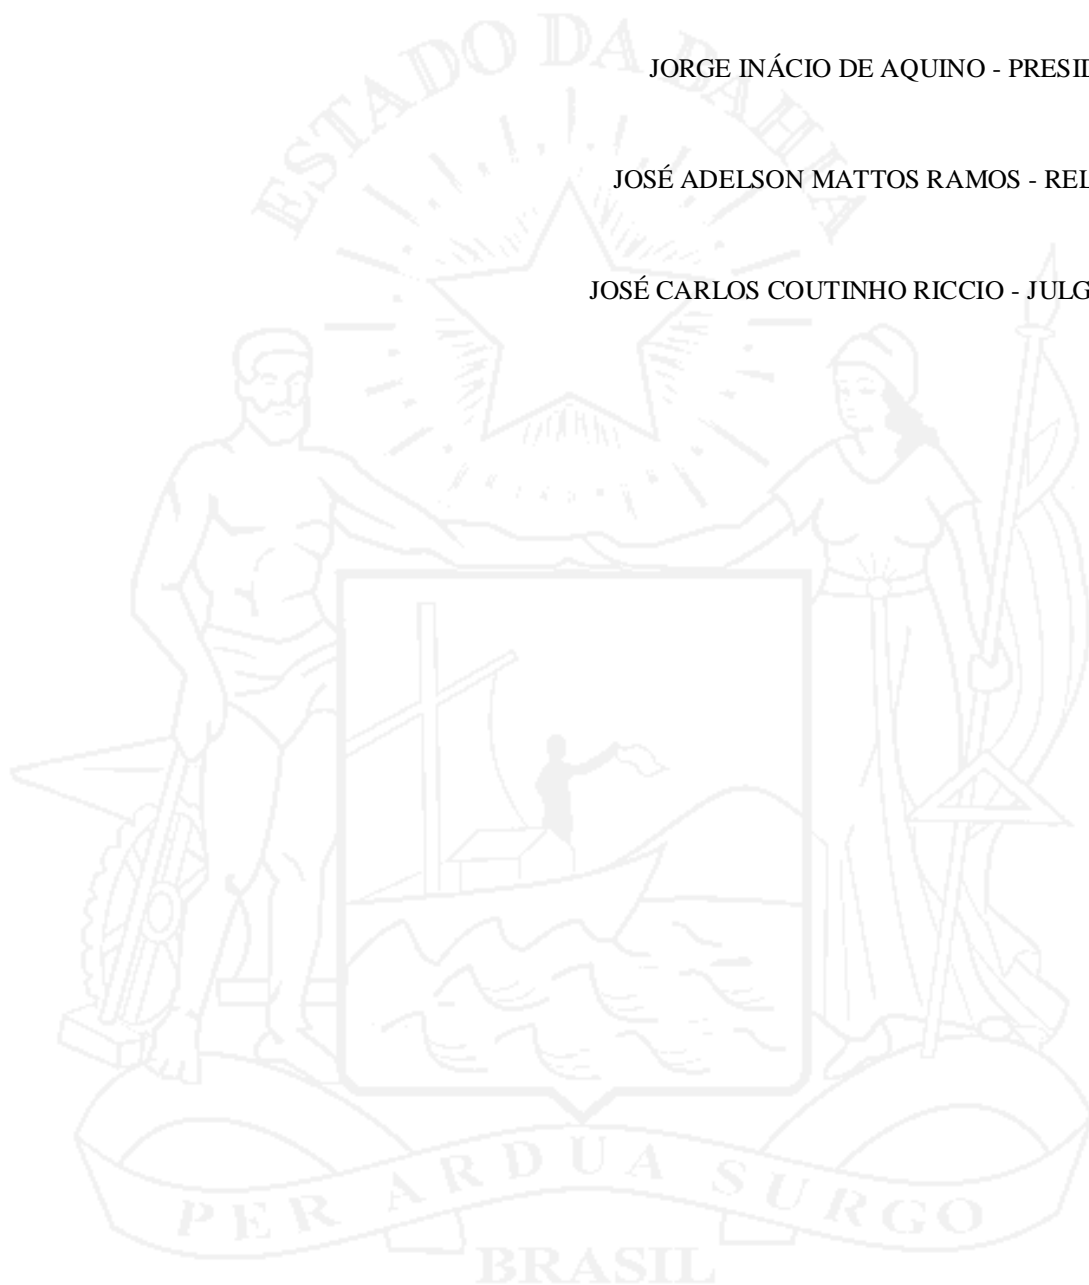 ESTADO DA BAHIA
JORGE INÁCIO DE AQUINO - PRESID
JOSÉ ADELSON MATTOS RAMOS - REL
JOSÉ CARLOS COUTINHO RICCIO - JULG
PER ARDUA SURGO
BRASIL